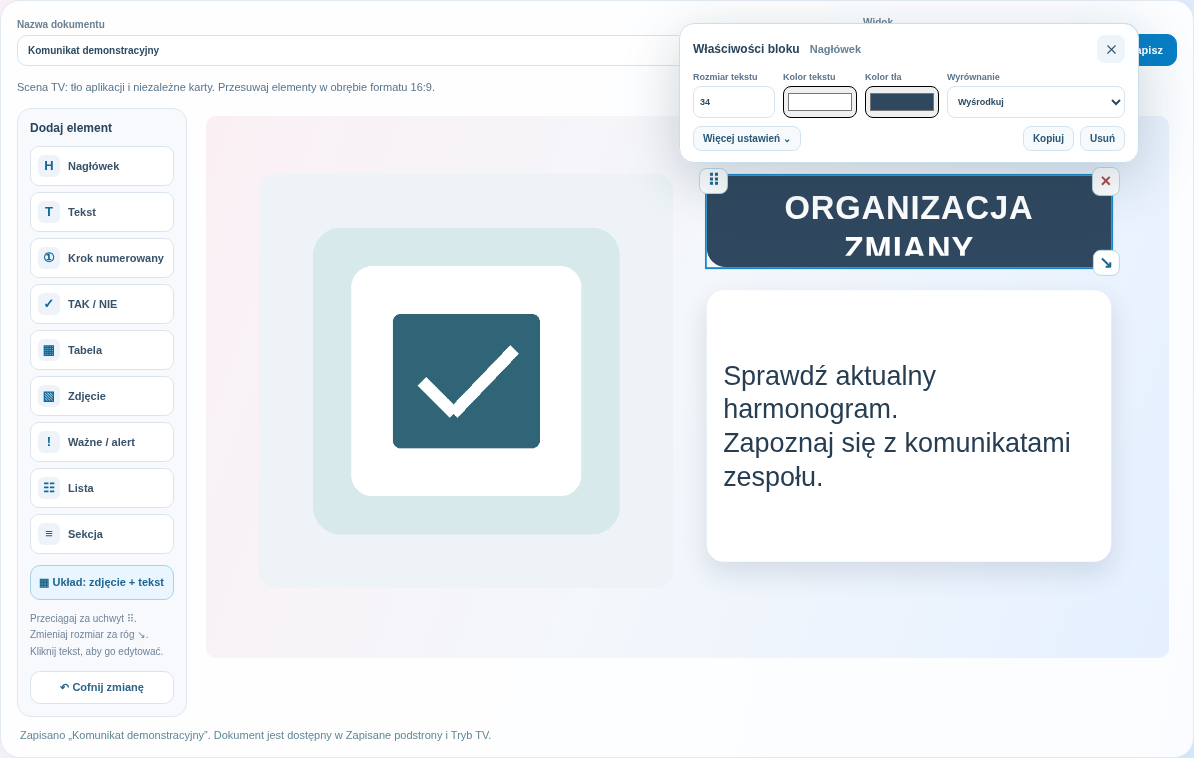 Nazwa dokumentu
Widok
Komunikat demonstracyjny
apisz
Scena TV: tło aplikacji i niezależne karty. Przesuwaj elementy w obrębie formatu 16:9.
Właściwości bloku Nagłówek
×
Rozmiar tekstu Kolor tekstu Kolor tła Wyrównanie
34 Wyśrodkuj
Więcej ustawień ⌄ Kopiuj Usuń
Dodaj element
H Nagłówek
T Tekst
① Krok numerowany
✓ TAK / NIE
▦ Tabela
▧ Zdjęcie
! Ważne / alert
☷ Lista
≡ Sekcja
▦ Układ: zdjęcie + tekst
Przeciągaj za uchwyt ⠿.
Zmieniaj rozmiar za róg ↘.
Kliknij tekst, aby go edytować.
↶ Cofnij zmianę
⠿ ×
ORGANIZACJA
ZMIANY
↘
Sprawdź aktualny
harmonogram.
Zapoznaj się z komunikatami
zespołu.
Zapisano „Komunikat demonstracyjny”. Dokument jest dostępny w Zapisane podstrony i Tryb TV.